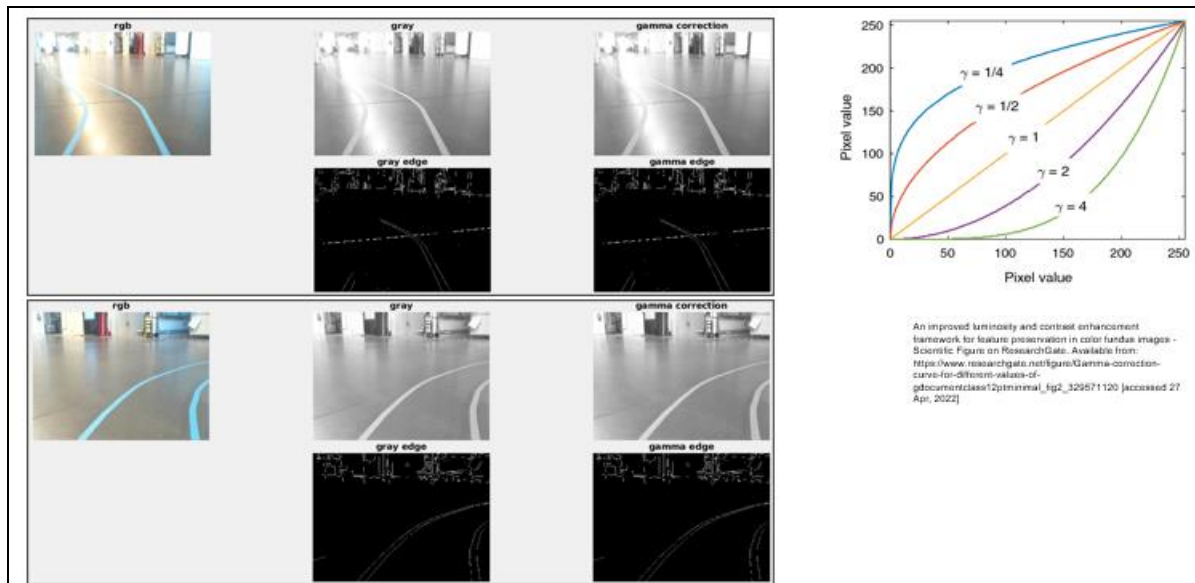 rgb
gray
gamma correction
gray edge
gamma edge
rgb
gray
gamma correction
gray edge
gamma edge
250
200
150
100
50
0
Pixel value
γ = 1/4
γ = 1/2
γ = 1
γ = 2
γ = 4
0 50 100 150 200 250
Pixel value
An improved luminosity and contrast enhancement
framework for feature preservation in color fundus images -
Scientific Figure on ResearchGate. Available from:
https://www.researchgate.net/figure/Gamma-correction-
curve-for-different-values-of-
gdocumentclass12ptminimal_fig2_329571120 [accessed 27
Apr, 2022]